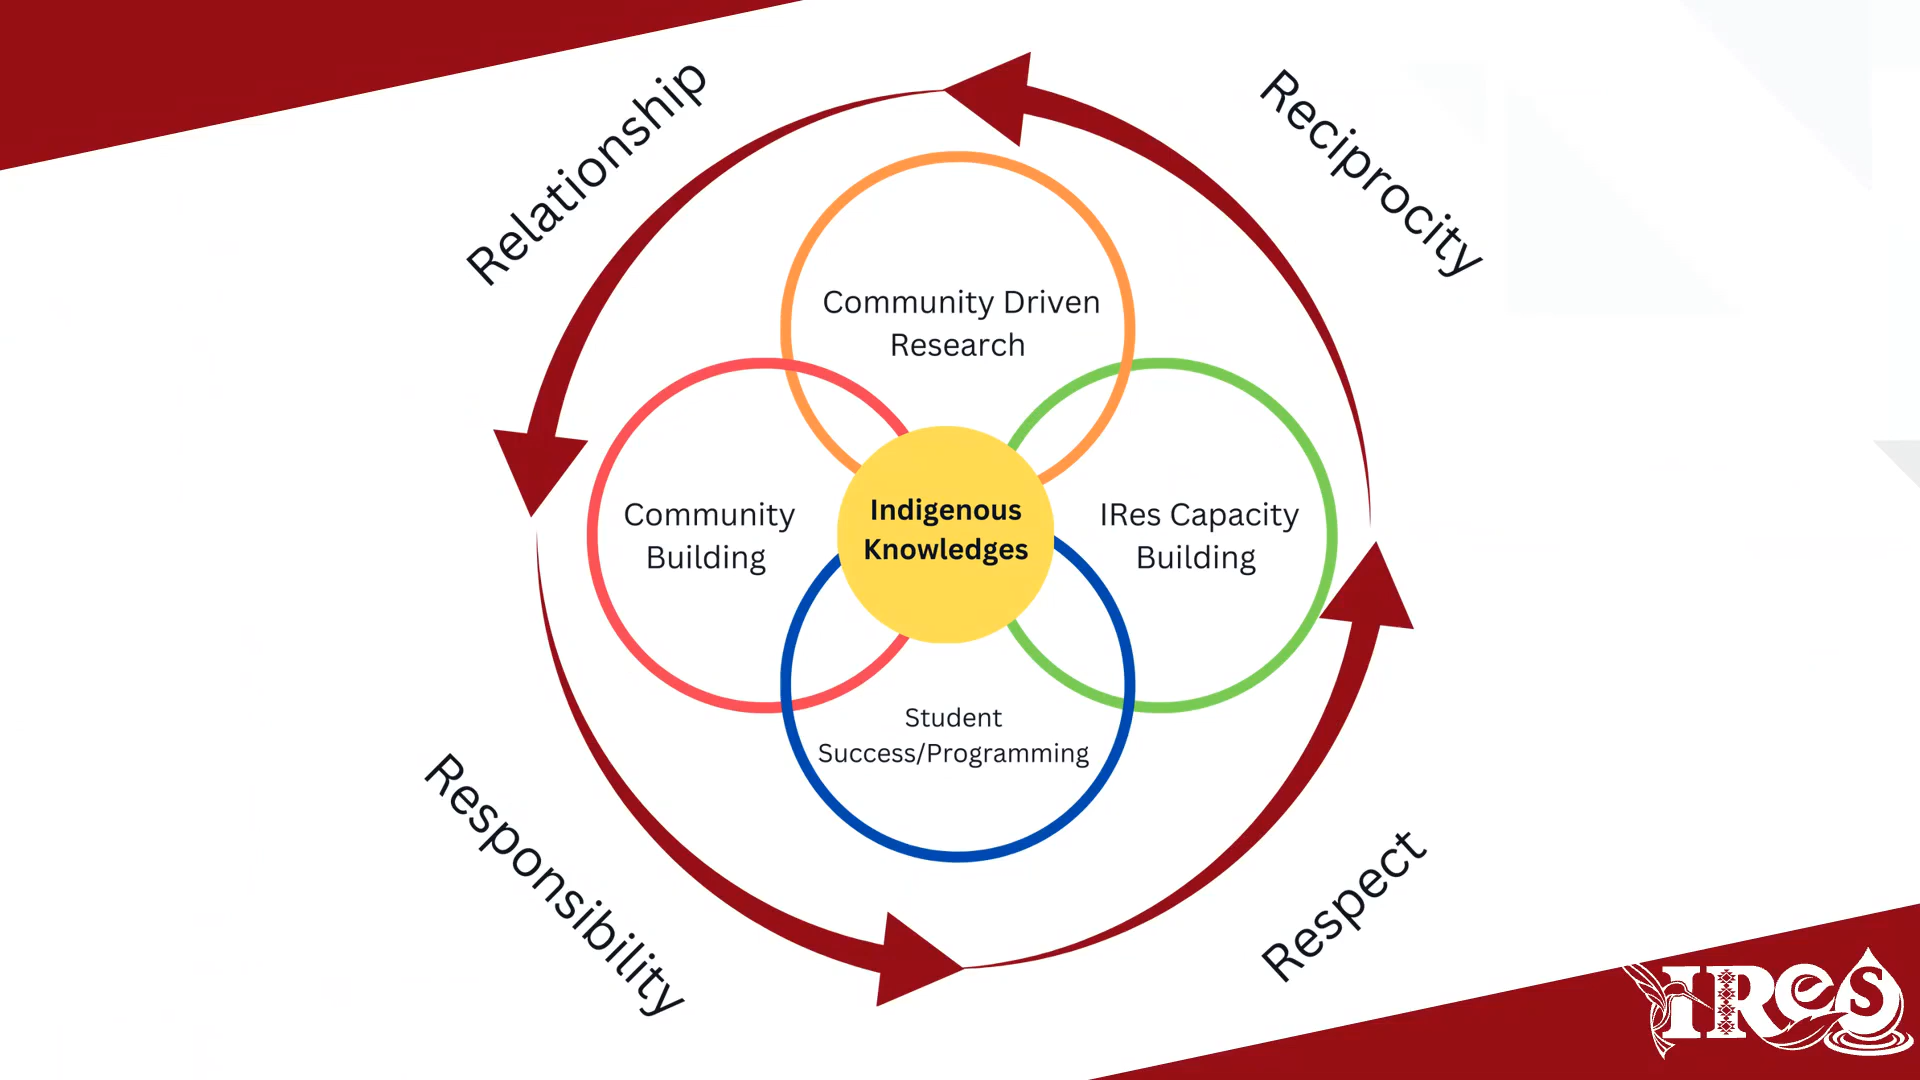 Relationship
Reciprocity
Community Driven
Research
Community
Building
Indigenous
Knowledges
IRes Capacity
Building
Student
Success/Programming
Responsibility
Respect
IRes